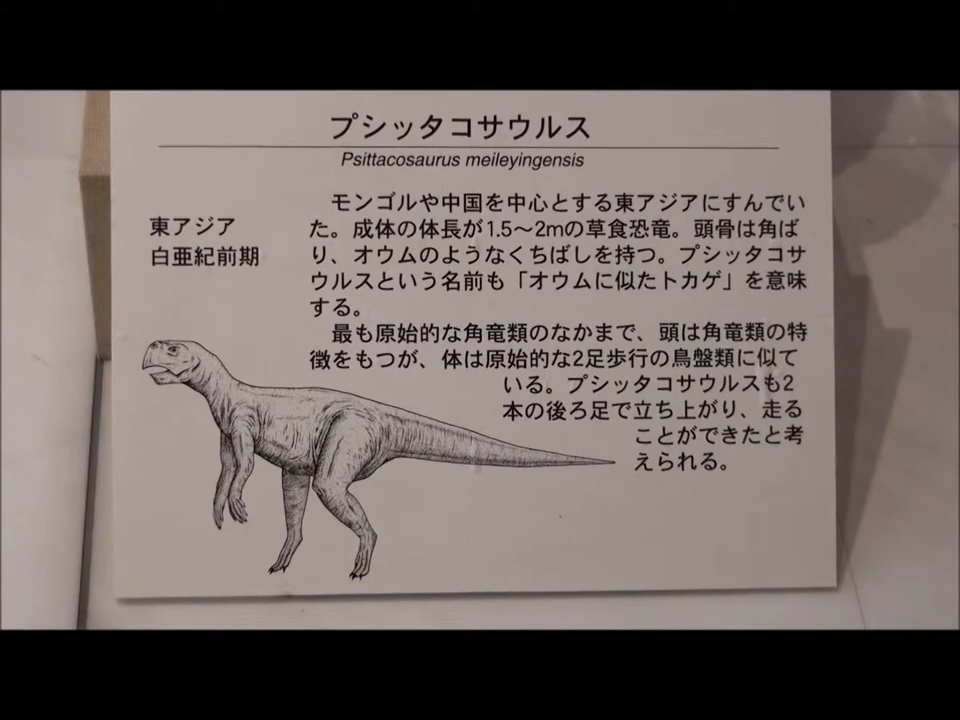 プシッタコサウルス
Psittacosaurus meileyingensis
東アジア
白亜紀前期
モンゴルや中国を中心とする東アジアにすんでい
た。成体の体長が1.5〜2mの草食恐竜。頭骨は角ば
り、オウムのようなくちばしを持つ。プシッタコサ
ウルスという名前も「オウムに似たトカゲ」を意味
する。
最も原始的な角竜類のなかまで、頭は角竜類の特
徴をもつが、体は原始的な2足歩行の鳥盤類に似て
いる。プシッタコサウルスも2
本の後ろ足で立ち上がり、走る
ことができたと考
えられる。